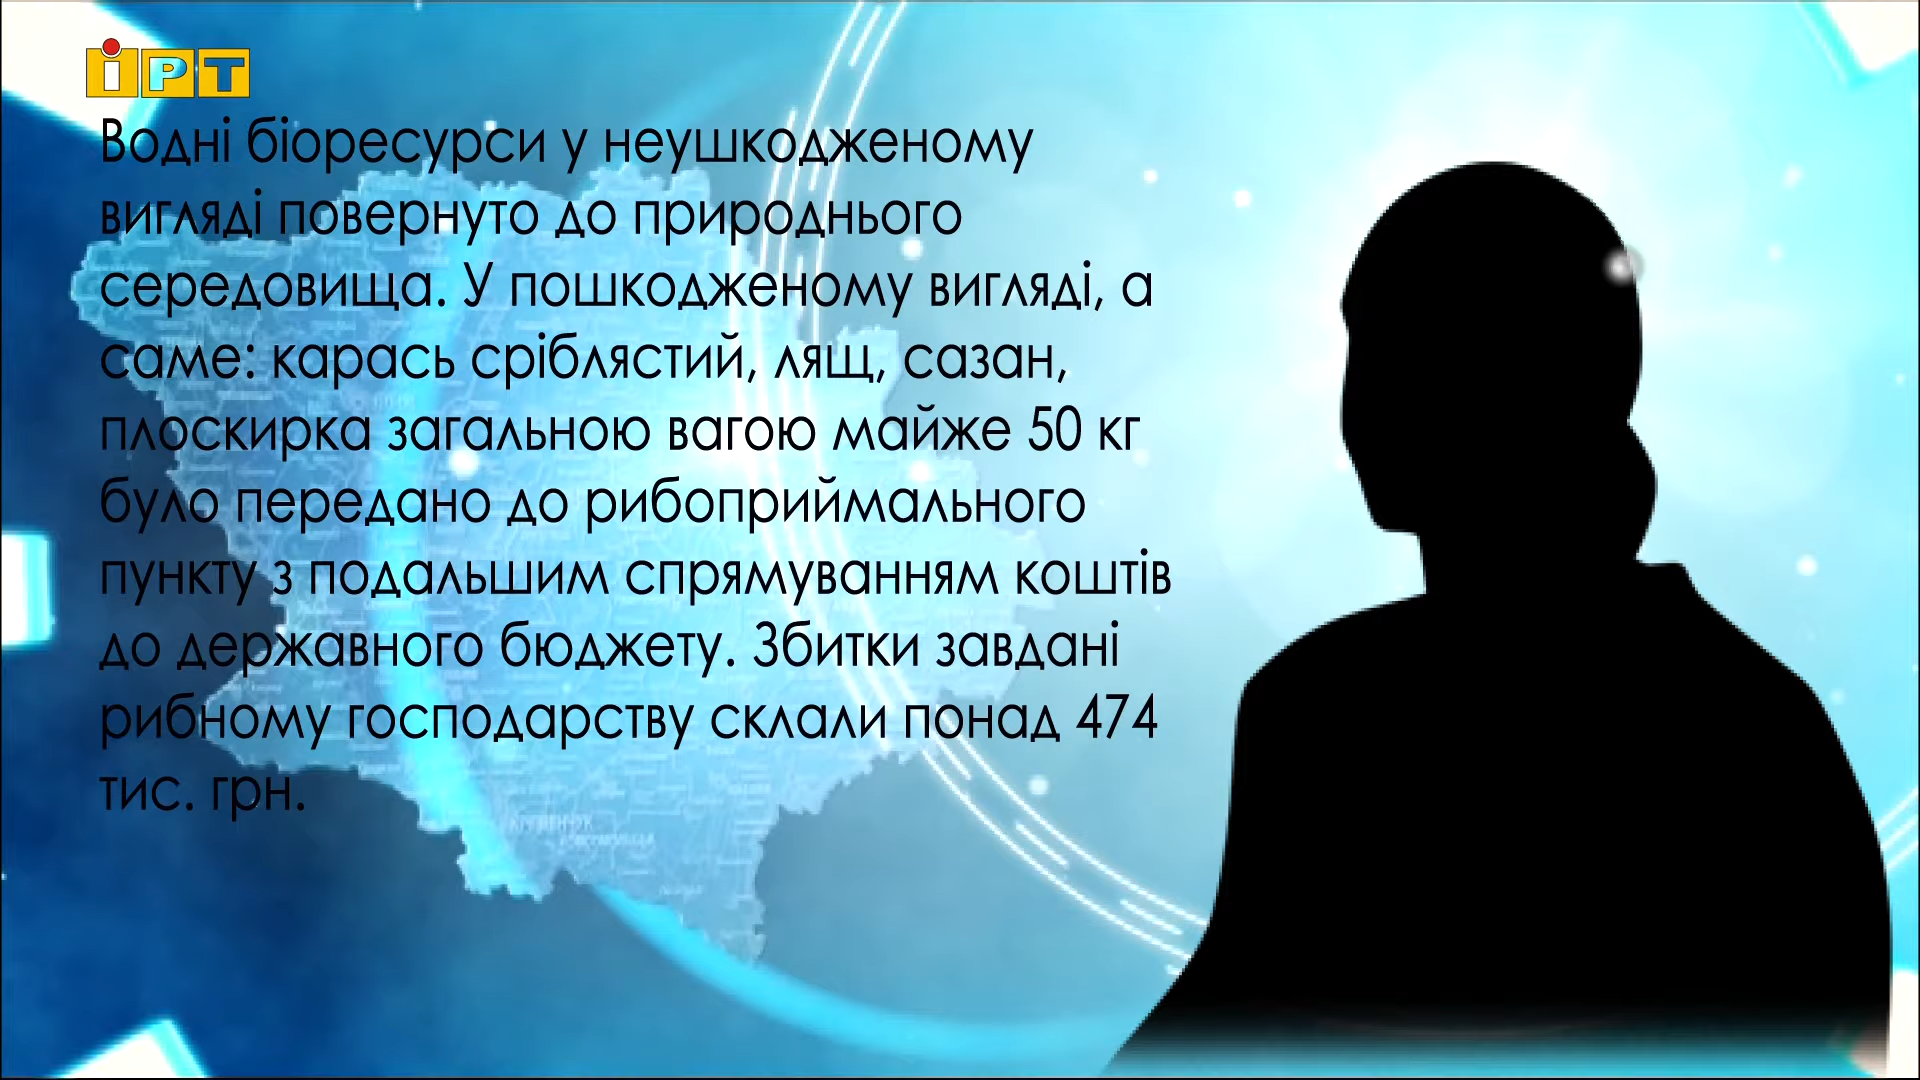 ІРТ
Водні біоресурси у неушкодженому
вигляді повернуто до природнього
середовища. У пошкодженому вигляді, а
саме: карась сріблястий, лящ, сазан,
плоскирка загальною вагою майже 50 кг
було передано до рибоприймального
пункту з подальшим спрямуванням коштів
до державного бюджету. Збитки завдані
рибному господарству склали понад 474
тис. грн.
КРЕМЕНЧУК